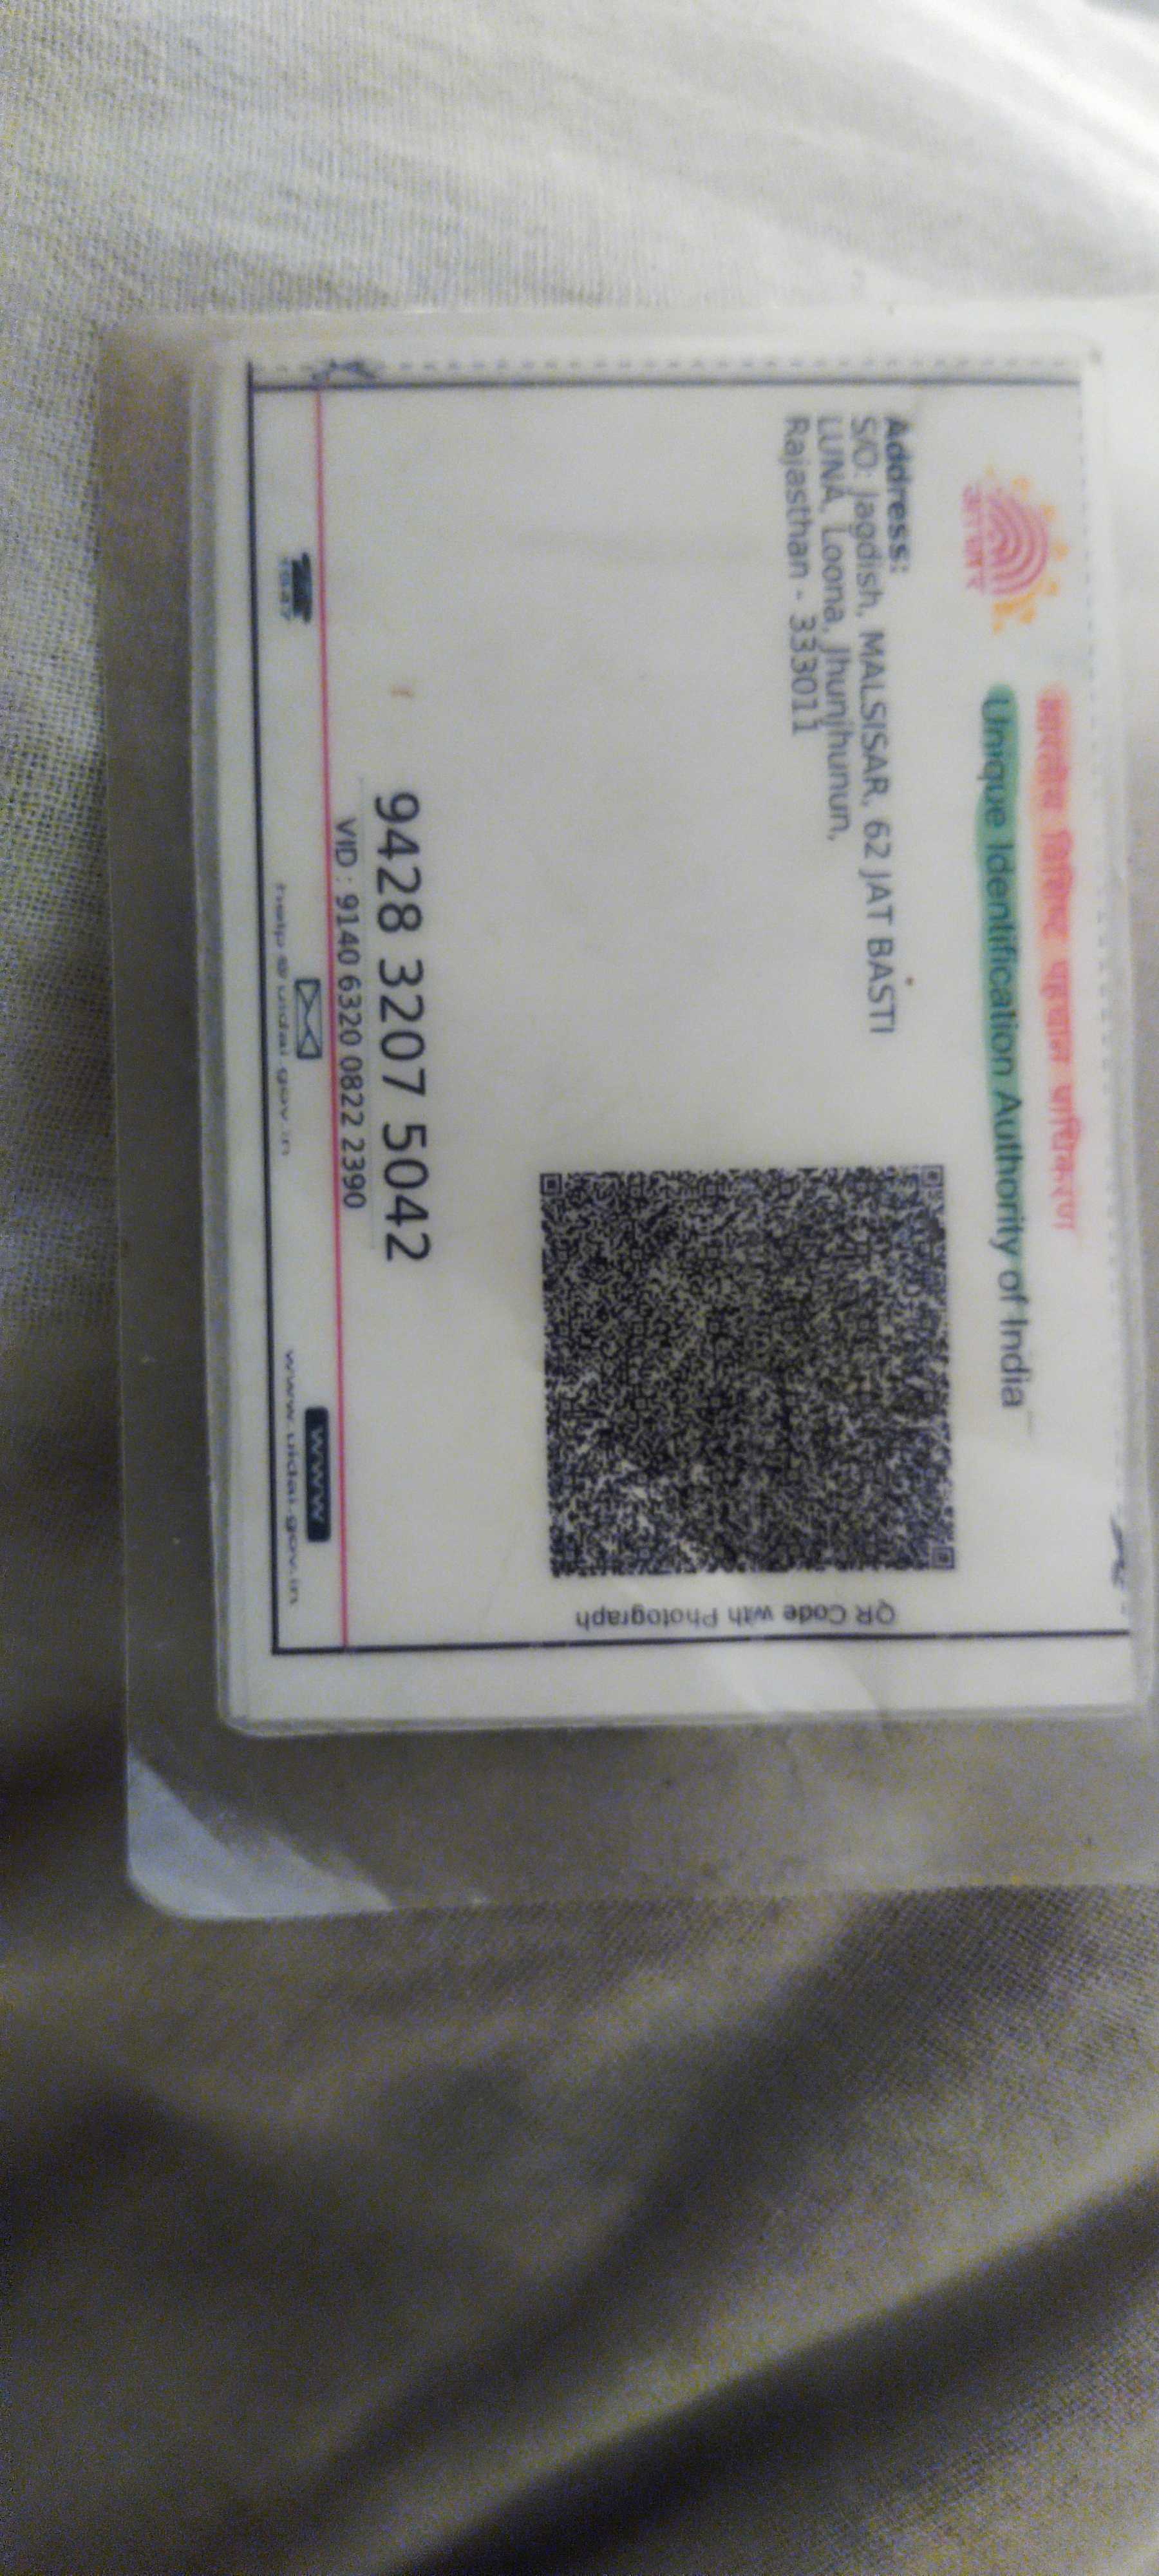 भारतीय विशिष्ट पहचान प्राधिकरण
Unique Identification Authority of India
Address:
S/O: Jagdish, MALSISAR, 62 JAT BASTI
LUNA, Loona, Jhunjhunun,
Rajasthan - 333011
QR Code with Photograph
9428 3207 5042
VID : 9140 6320 0822 2390
1947
help@uidai.gov.in
www
www.uidai.gov.in